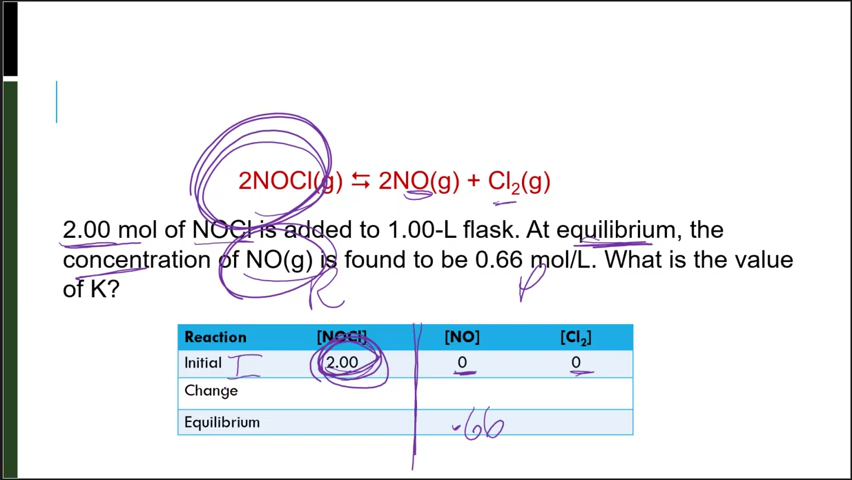 2NOCl(g) ⇆ 2NO(g) + Cl₂(g)
2.00 mol of NOCl is added to 1.00-L flask. At equilibrium, the
concentration of NO(g) is found to be 0.66 mol/L. What is the value
of K?
R P
Reaction [NOCl] [NO] [Cl₂]
Initial I 2.00 0 0
Change
Equilibrium .66